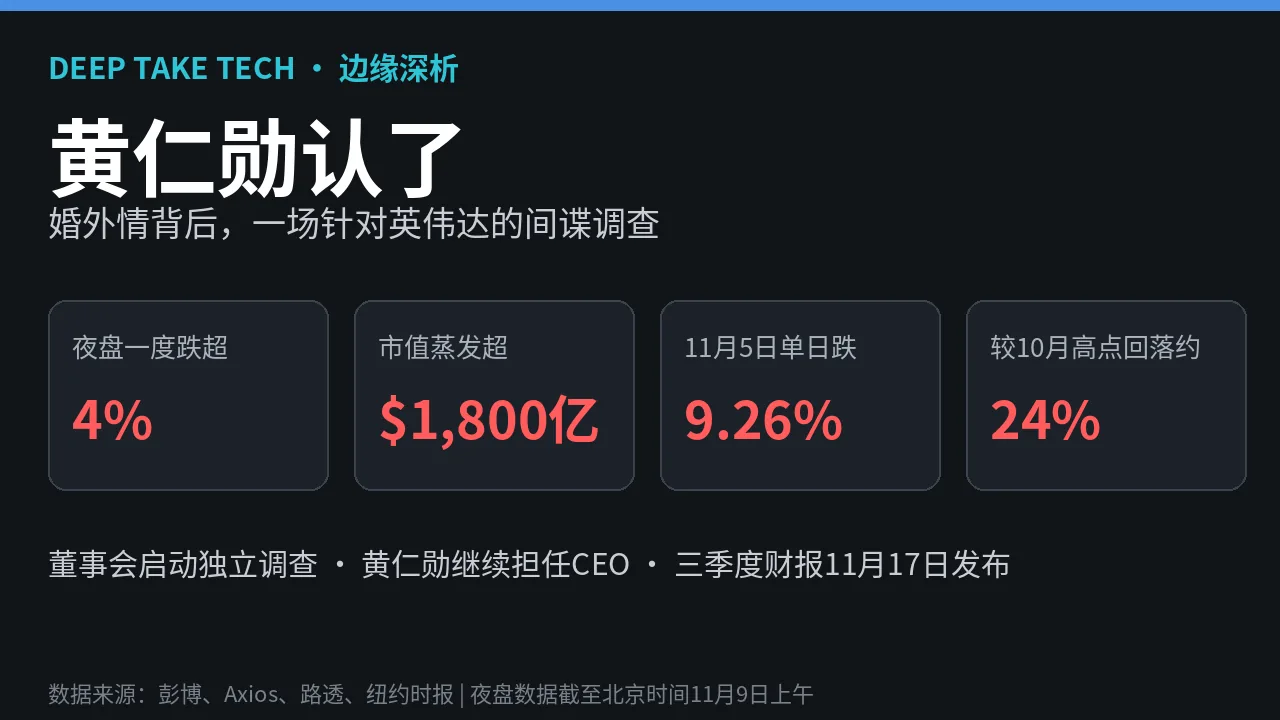 DEEP TAKE TECH · 边缘深析
黄仁勋认了
婚外情背后，一场针对英伟达的间谍调查
夜盘一度跌超
4%
市值蒸发超
$1,800亿
11月5日单日跌
9.26%
较10月高点回落约
24%
董事会启动独立调查 · 黄仁勋继续担任CEO · 三季度财报11月17日发布
数据来源：彭博、Axios、路透、纽约时报 | 夜盘数据截至北京时间11月9日上午